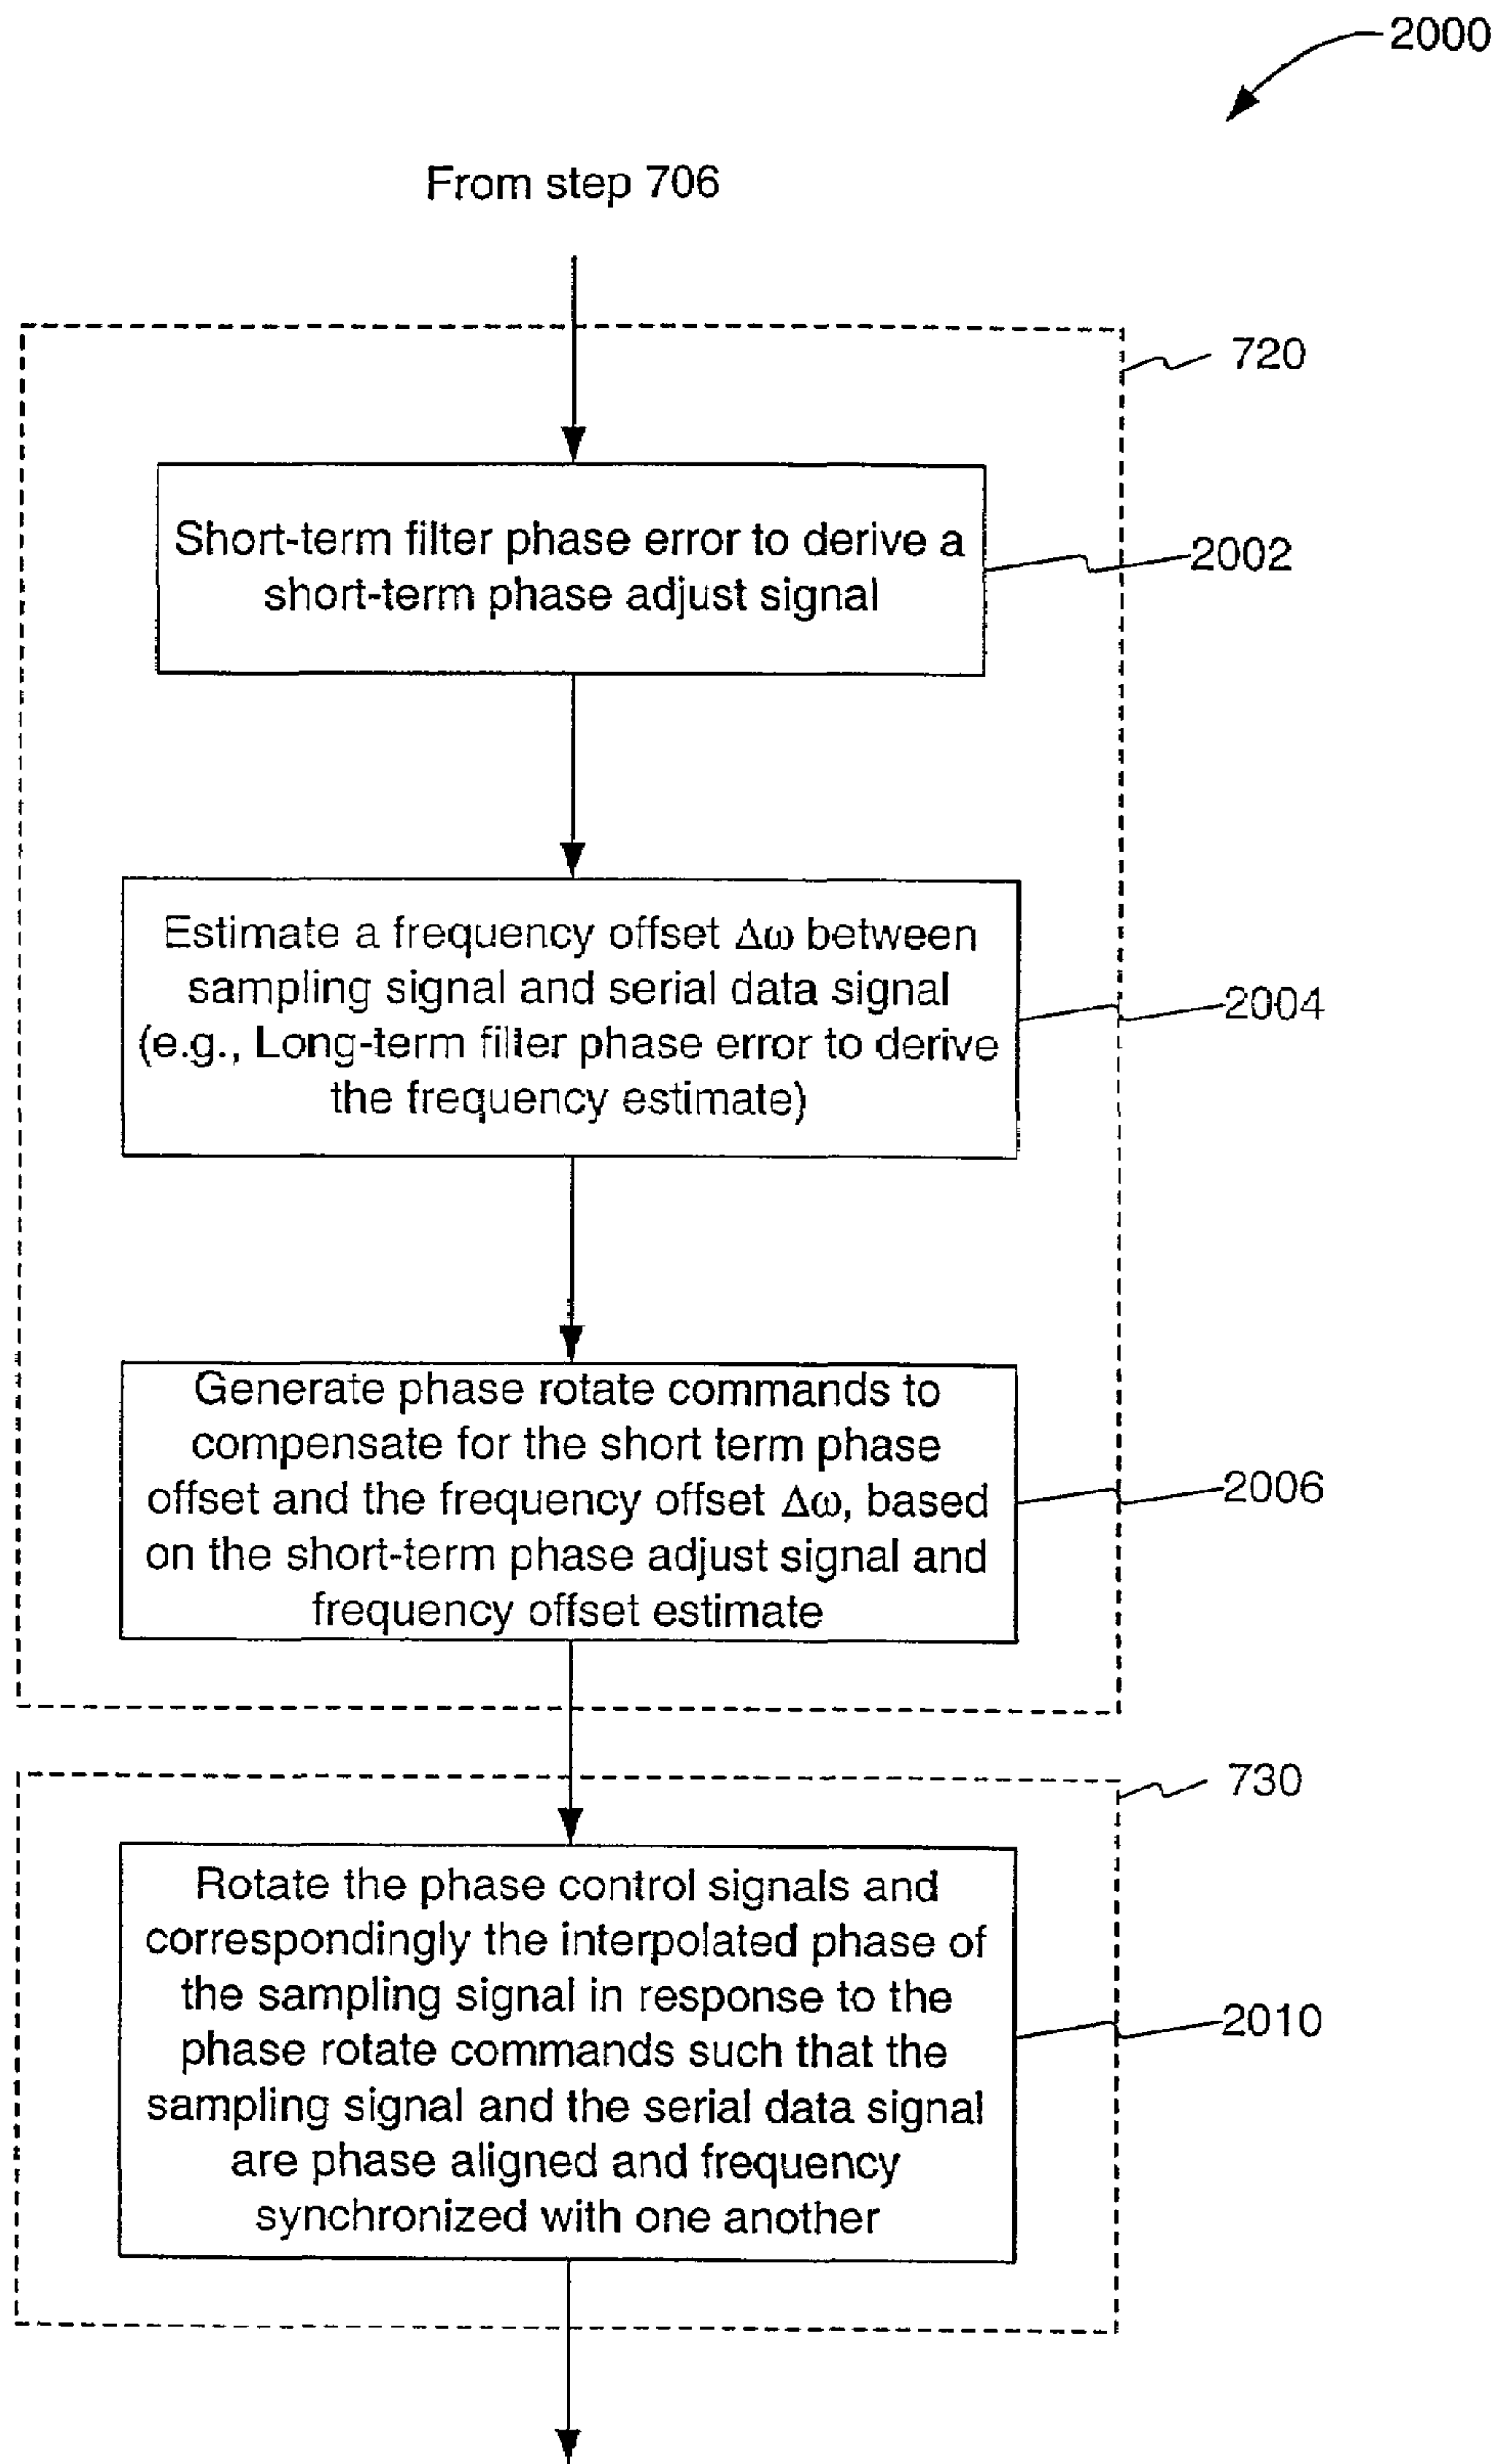 2000
From step 706
720
Short-term filter phase error to derive a
short-term phase adjust signal
2002
Estimate a frequency offset Δω between
sampling signal and serial data signal
(e.g., Long-term filter phase error to derive
the frequency estimate)
2004
Generate phase rotate commands to
compensate for the short term phase
offset and the frequency offset Δω, based
on the short-term phase adjust signal and
frequency offset estimate
2006
730
Rotate the phase control signals and
correspondingly the interpolated phase of
the sampling signal in response to the
phase rotate commands such that the
sampling signal and the serial data signal
are phase aligned and frequency
synchronized with one another
2010